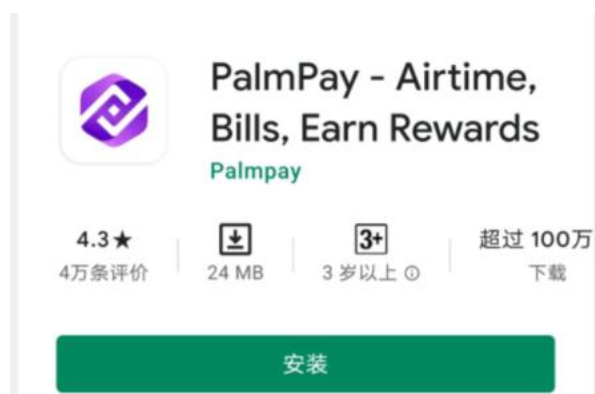 PalmPay - Airtime,
Bills, Earn Rewards
Palmpay
4.3★ 3+ 超过 100万
4万条评价 24 MB 3 岁以上 下载
安装